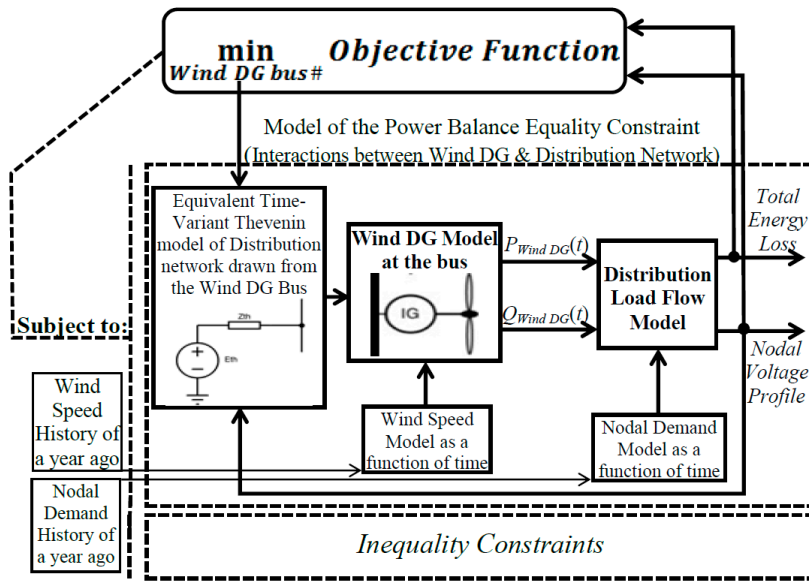 min Objective Function
Wind DG bus#
Model of the Power Balance Equality Constraint
(Interactions between Wind DG & Distribution Network)
Equivalent Time-
Variant Thevenin
model of Distribution
network drawn from
the Wind DG Bus
Zth
Eth
Wind DG Model
at the bus
IG
P Wind DG(t)
Q Wind DG(t)
Distribution
Load Flow
Model
Total
Energy
Loss
Nodal
Voltage
Profile
Subject to:
Wind
Speed
History of
a year ago
Nodal
Demand
History of
a year ago
Wind Speed
Model as a
function of time
Nodal Demand
Model as a
function of time
Inequality Constraints